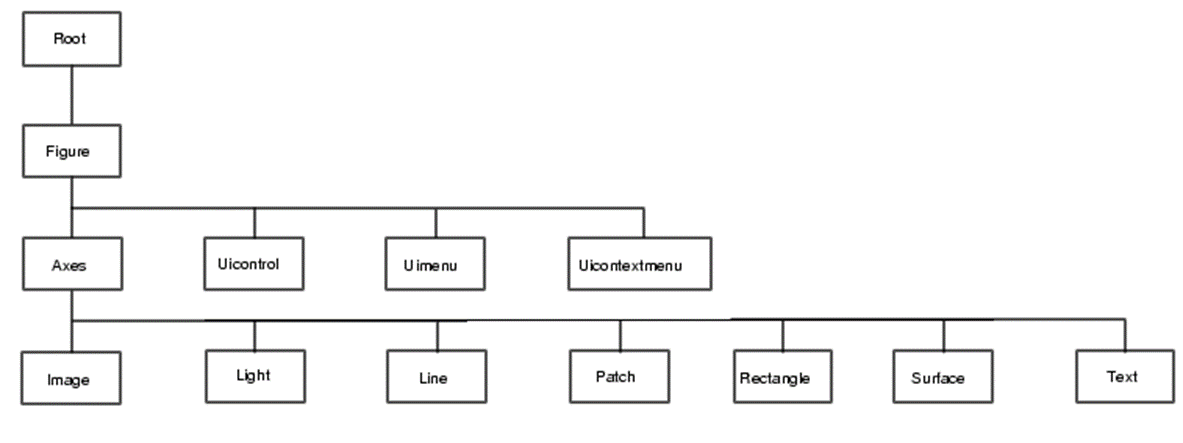 Root
Figure
Axes
Uicontrol
Uimenu
Uicontextmenu
Image
Light
Line
Patch
Rectangle
Surface
Text